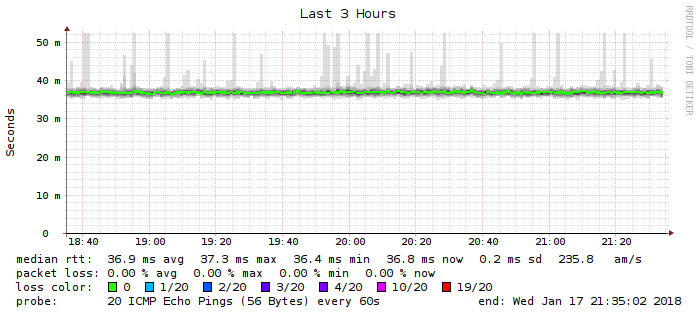 Last 3 Hours
RRDTOOL / TOBI OETIKER
Seconds
50 m
40 m
30 m
20 m
10 m
0
18:40 19:00 19:20 19:40 20:00 20:20 20:40 21:00 21:20
median rtt: 36.9 ms avg 37.3 ms max 36.4 ms min 36.8 ms now 0.2 ms sd 235.8 am/s
packet loss: 0.00 % avg 0.00 % max 0.00 % min 0.00 % now
loss color: 0 1/20 2/20 3/20 4/20 10/20 19/20
probe: 20 ICMP Echo Pings (56 Bytes) every 60s end: Wed Jan 17 21:35:02 2018